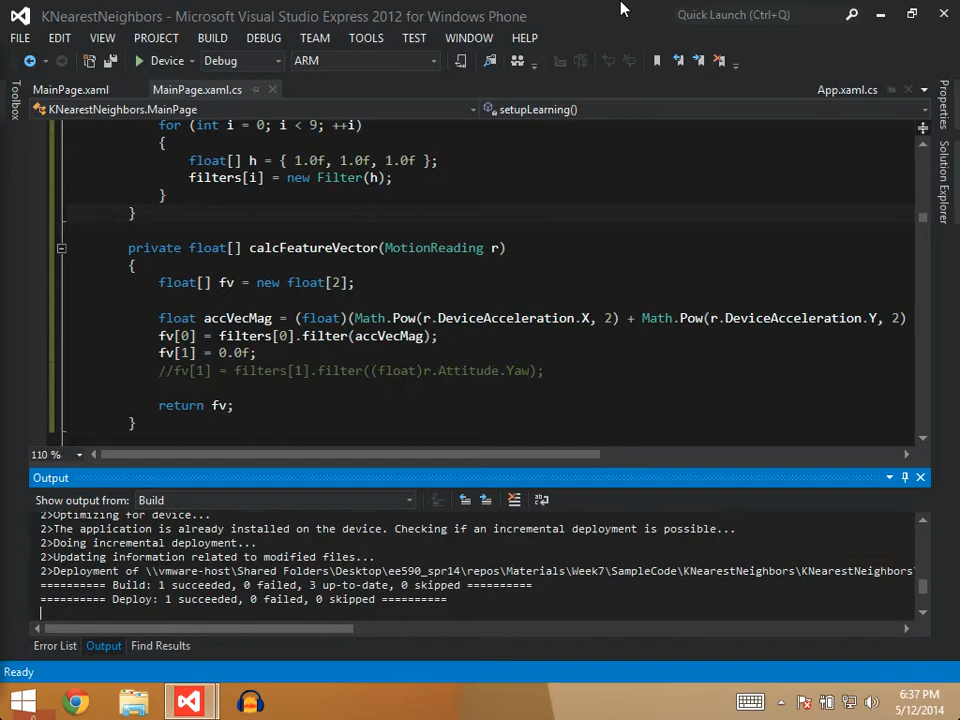 KNearestNeighbors - Microsoft Visual Studio Express 2012 for Windows Phone
Quick Launch (Ctrl+Q)
FILE EDIT VIEW PROJECT BUILD DEBUG TEAM TOOLS TEST WINDOW HELP
Device Debug ARM
MainPage.xaml MainPage.xaml.cs App.xaml.cs
KNearestNeighbors.MainPage setupLearning()
Toolbox
Properties
Solution Explorer
for (int i = 0; i < 9; ++i)
{
float[] h = { 1.0f, 1.0f, 1.0f };
filters[i] = new Filter(h);
}
}
private float[] calcFeatureVector(MotionReading r)
{
float[] fv = new float[2];
float accVecMag = (float)(Math.Pow(r.DeviceAcceleration.X, 2) + Math.Pow(r.DeviceAcceleration.Y, 2)
fv[0] = filters[0].filter(accVecMag);
fv[1] = 0.0f;
//fv[1] = filters[1].filter((float)r.Attitude.Yaw);
return fv;
}
110 %
Output
Show output from: Build
2>Optimizing for device...
2>The application is already installed on the device. Checking if an incremental deployment is possible...
2>Doing incremental deployment...
2>Updating information related to modified files...
2>Deployment of \\vmware-host\Shared Folders\Desktop\ee590_spr14\repos\Materials\Week7\SampleCode\KNearestNeighbors\KNearestNeighbors
========== Build: 1 succeeded, 0 failed, 3 up-to-date, 0 skipped ==========
========== Deploy: 1 succeeded, 0 failed, 0 skipped ==========
Error List Output Find Results
Ready
6:37 PM
5/12/2014